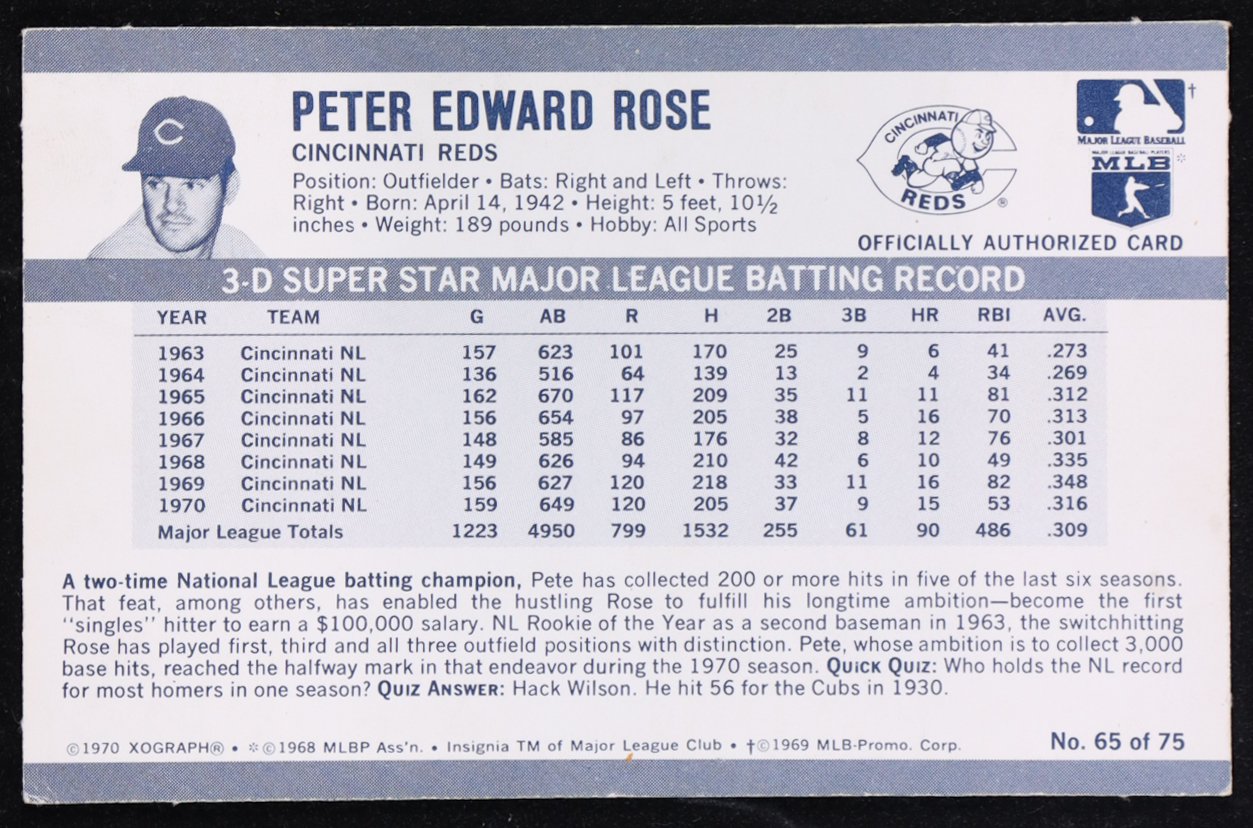 PETER EDWARD ROSE
CINCINNATI REDS
Position: Outfielder • Bats: Right and Left • Throws:
Right • Born: April 14, 1942 • Height: 5 feet, 10½
inches • Weight: 189 pounds • Hobby: All Sports
C
CINCINNATI
REDS ®
†
MAJOR LEAGUE BASEBALL
MAJOR LEAGUE BASEBALL PLAYERS
MLB *
OFFICIALLY AUTHORIZED CARD
3-D SUPER STAR MAJOR LEAGUE BATTING RECORD
YEAR TEAM G AB R H 2B 3B HR RBI AVG.
1963 Cincinnati NL 157 623 101 170 25 9 6 41 .273
1964 Cincinnati NL 136 516 64 139 13 2 4 34 .269
1965 Cincinnati NL 162 670 117 209 35 11 11 81 .312
1966 Cincinnati NL 156 654 97 205 38 5 16 70 .313
1967 Cincinnati NL 148 585 86 176 32 8 12 76 .301
1968 Cincinnati NL 149 626 94 210 42 6 10 49 .335
1969 Cincinnati NL 156 627 120 218 33 11 16 82 .348
1970 Cincinnati NL 159 649 120 205 37 9 15 53 .316
Major League Totals 1223 4950 799 1532 255 61 90 486 .309
A two-time National League batting champion, Pete has collected 200 or more hits in five of the last six seasons.
That feat, among others, has enabled the hustling Rose to fulfill his longtime ambition—become the first
"singles" hitter to earn a $100,000 salary. NL Rookie of the Year as a second baseman in 1963, the switchhitting
Rose has played first, third and all three outfield positions with distinction. Pete, whose ambition is to collect 3,000
base hits, reached the halfway mark in that endeavor during the 1970 season. QUICK QUIZ: Who holds the NL record
for most homers in one season? QUIZ ANSWER: Hack Wilson. He hit 56 for the Cubs in 1930.
©1970 XOGRAPH® • *©1968 MLBP Ass'n. • Insignia TM of Major League Club • †©1969 MLB-Promo. Corp.
No. 65 of 75